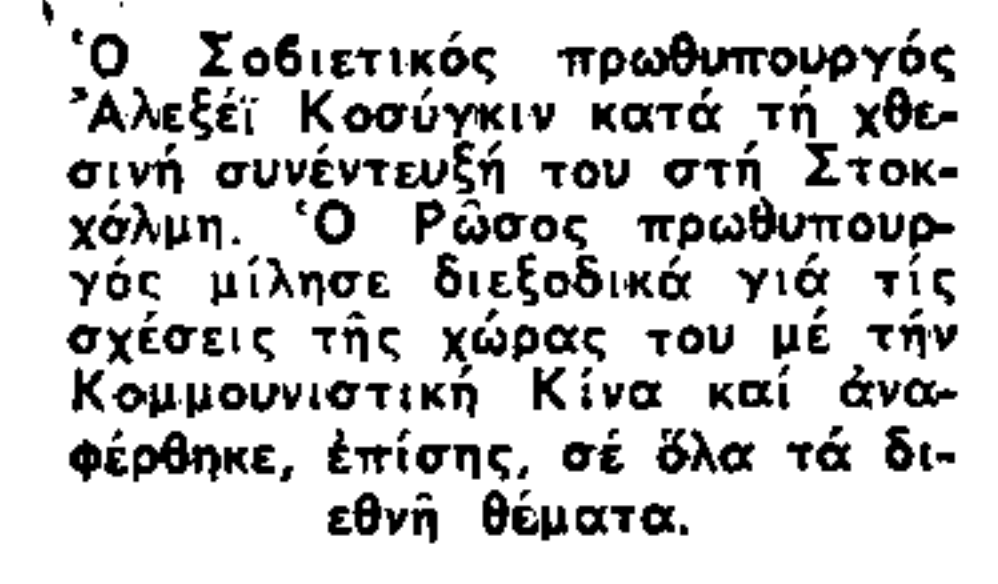 Ὁ Σοβιετικός πρωθυπουργός
Ἀλεξέϊ Κοσύγκιν κατά τή χθε-
σινή συνέντευξή του στή Στοκ-
χόλμη. Ὁ Ρῶσος πρωθυπουρ-
γός μίλησε διεξοδικά γιά τίς
σχέσεις τῆς χώρας του μέ τήν
Κομμουνιστική Κίνα καί ἀνα-
φέρθηκε, ἐπίσης, σέ ὅλα τά δι-
εθνῆ θέματα.